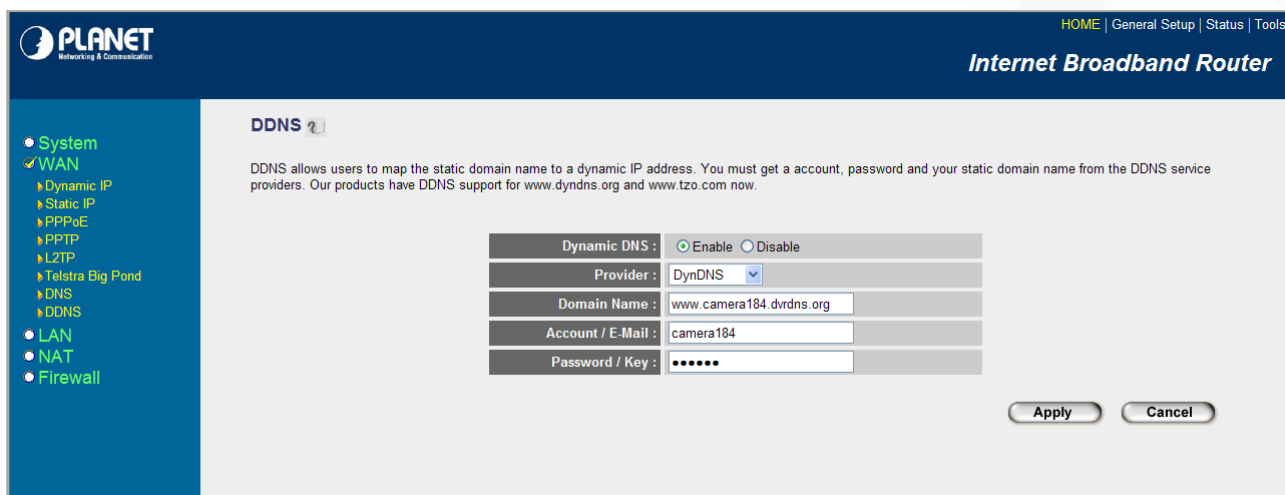 PLANET
Networking & Communication
HOME | General Setup | Status | Tools
Internet Broadband Router
System
WAN
Dynamic IP
Static IP
PPPoE
PPTP
L2TP
Telstra Big Pond
DNS
DDNS
LAN
NAT
Firewall
DDNS
DDNS allows users to map the static domain name to a dynamic IP address. You must get a account, password and your static domain name from the DDNS service
providers. Our products have DDNS support for www.dyndns.org and www.tzo.com now.
Dynamic DNS : Enable Disable
Provider : DynDNS
Domain Name : www.camera184.dvrdns.org
Account / E-Mail : camera184
Password / Key : ••••••
Apply Cancel